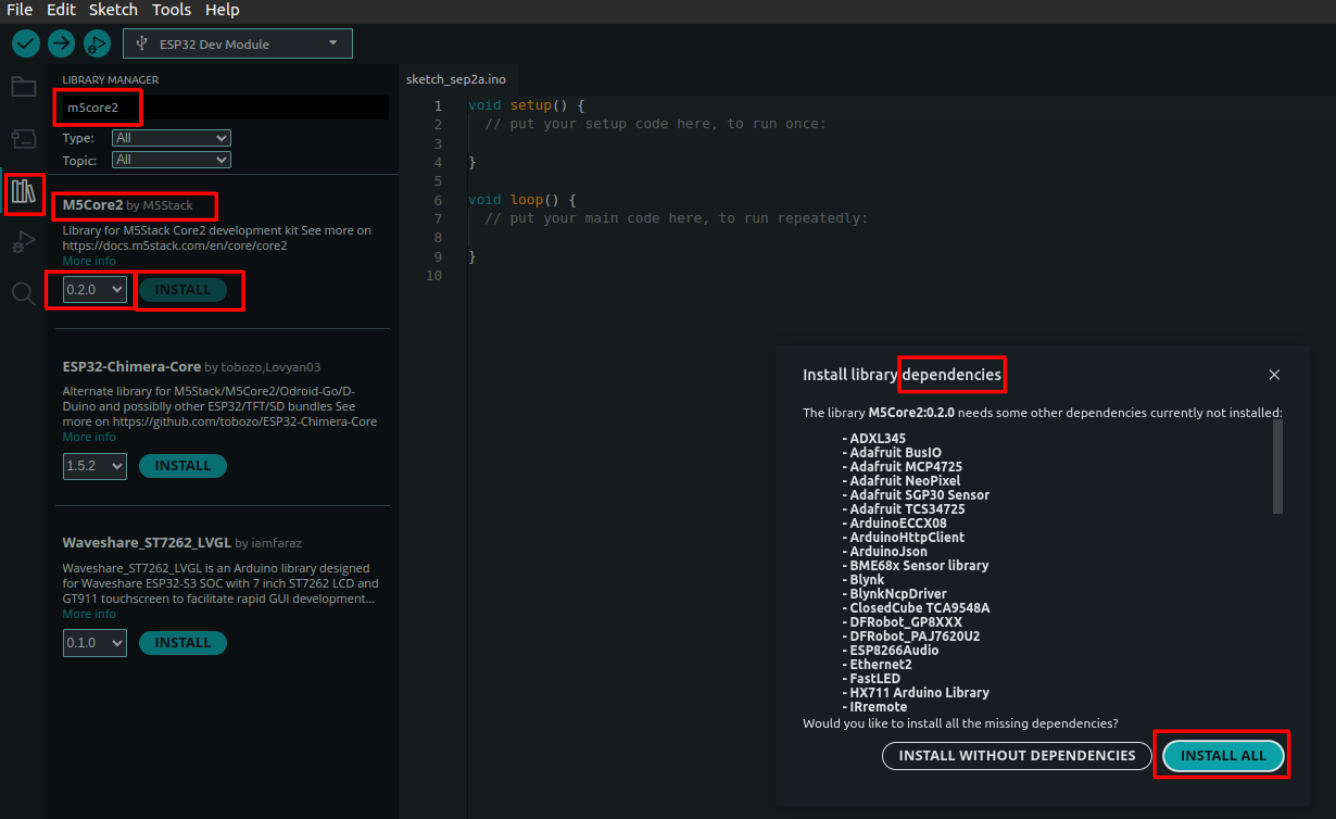 File Edit Sketch Tools Help
ESP32 Dev Module
LIBRARY MANAGER
m5core2
Type: All
Topic: All
M5Core2 by M5Stack
Library for M5Stack Core2 development kit See more on
https://docs.m5stack.com/en/core/core2
More info
0.2.0 INSTALL
ESP32-Chimera-Core by tobozo,Lovyan03
Alternate library for M5Stack/M5Core2/Odroid-Go/D-
Duino and possiblly other ESP32/TFT/SD bundles See
more on https://github.com/tobozo/ESP32-Chimera-Core
More info
1.5.2 INSTALL
Waveshare_ST7262_LVGL by iamfaraz
Waveshare_ST7262_LVGL is an Arduino library designed
for Waveshare ESP32-S3 SOC with 7 inch ST7262 LCD and
GT911 touchscreen to facilitate rapid GUI development...
More info
0.1.0 INSTALL
sketch_sep2a.ino
1 void setup() {
2 // put your setup code here, to run once:
3
4 }
5
6 void loop() {
7 // put your main code here, to run repeatedly:
8
9 }
10
Install library dependencies
The library M5Core2:0.2.0 needs some other dependencies currently not installed:
- ADXL345
- Adafruit BusIO
- Adafruit MCP4725
- Adafruit NeoPixel
- Adafruit SGP30 Sensor
- Adafruit TCS34725
- ArduinoECCX08
- ArduinoHttpClient
- ArduinoJson
- BME68x Sensor library
- Blynk
- BlynkNcpDriver
- ClosedCube TCA9548A
- DFRobot_GP8XXX
- DFRobot_PAJ7620U2
- ESP8266Audio
- Ethernet2
- FastLED
- HX711 Arduino Library
- IRremote
Would you like to install all the missing dependencies?
INSTALL WITHOUT DEPENDENCIES INSTALL ALL